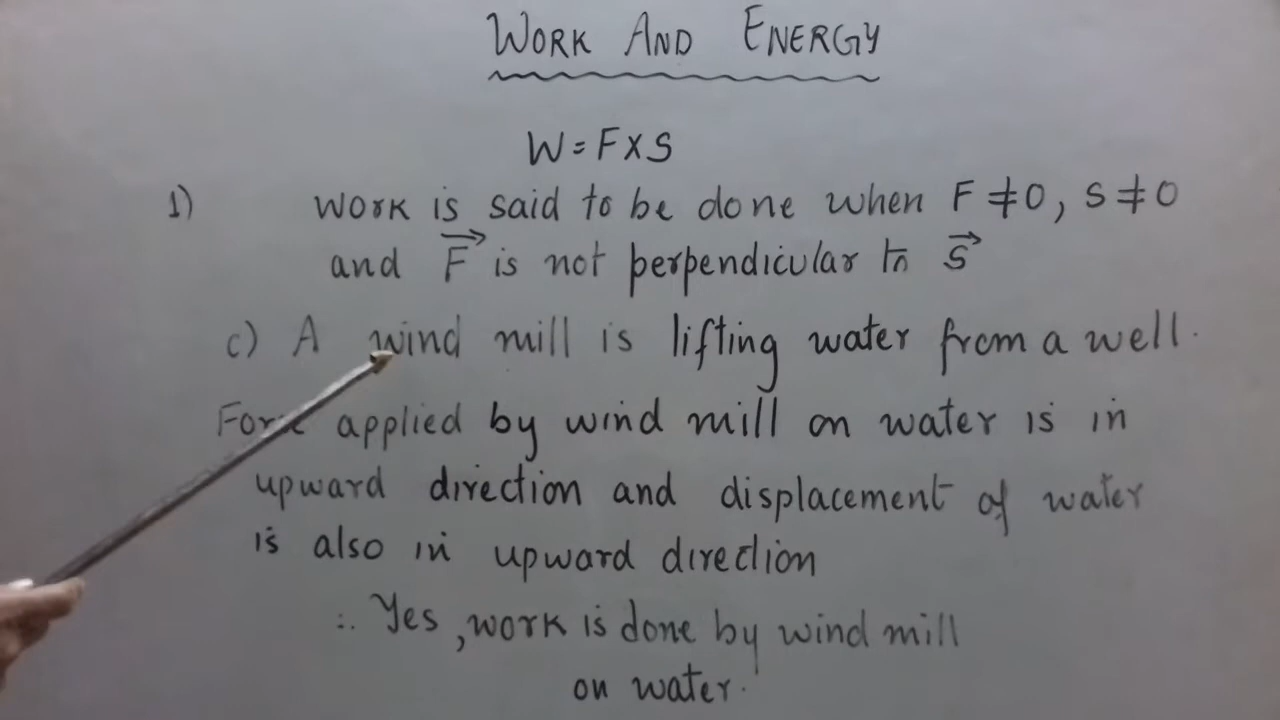 WORK AND ENERGY
W = F X S
1) Work is said to be done when F ≠ 0, S ≠ 0
and F⃗ is not perpendicular to S⃗
c) A wind mill is lifting water from a well.
Force applied by wind mill on water is in
upward direction and displacement of water
is also in upward direction
∴ Yes, work is done by wind mill
on water.